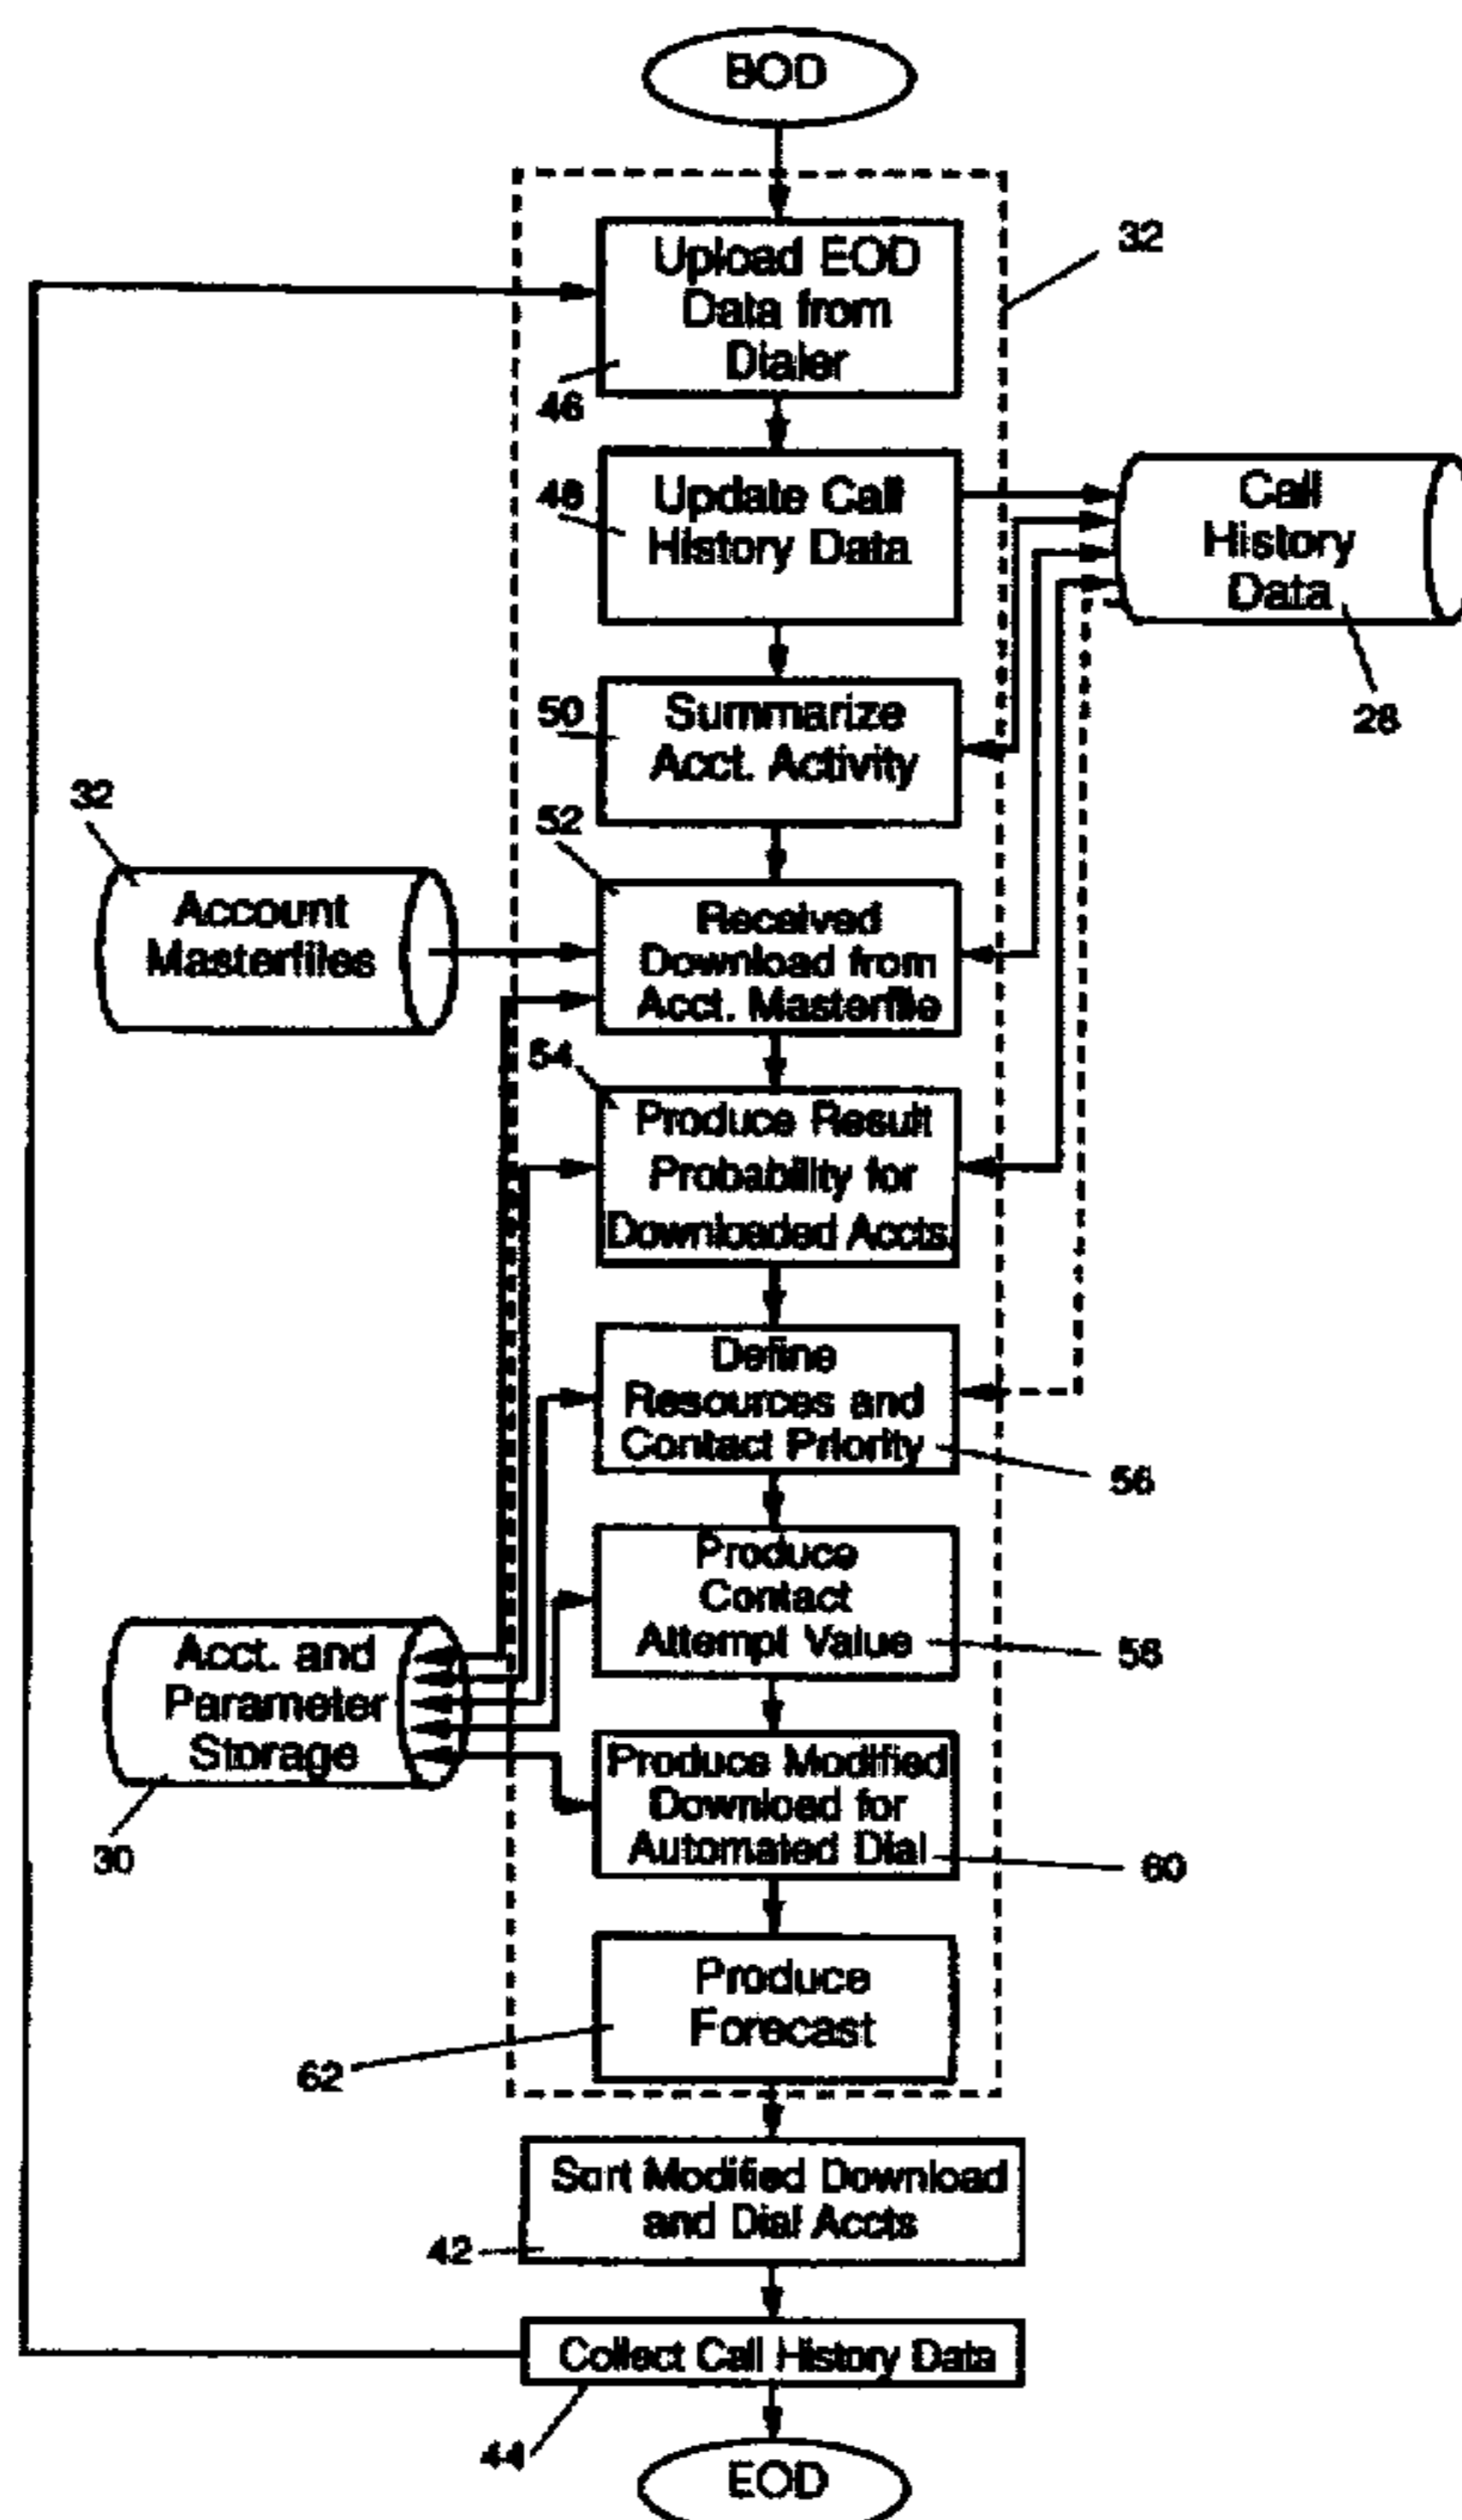 BOD
32
Upload EOD
Data from
Dialer
46
48
Update Call
History Data
Call
History
Data
28
50
Summarize
Acct. Activity
32
52
Account
Masterfiles
Received
Download from
Acct. Masterfile
54
Produce Result
Probability for
Downloaded Accts.
Define
Resources and
Contact Priority
56
Produce
Contact
Attempt Value
58
Acct. and
Parameter
Storage
30
Produce Modified
Download for
Automated Dial
60
Produce
Forecast
62
Sort Modified Download
and Dial Accts
42
Collect Call History Data
44
EOD